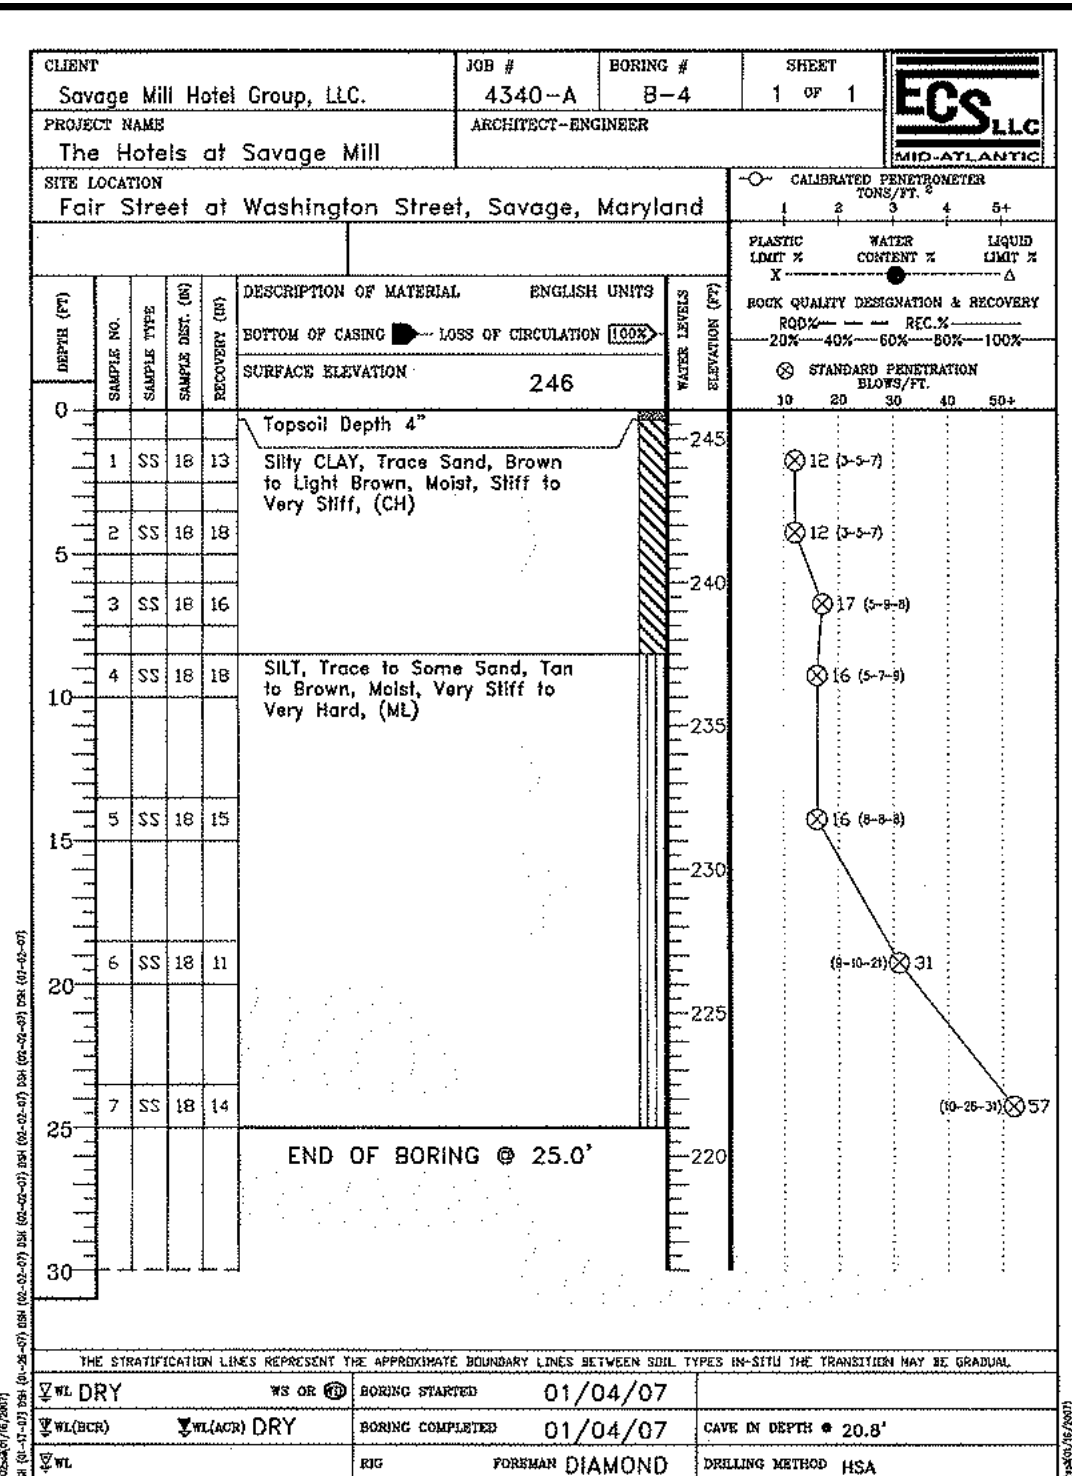 CLIENT
Savage Mill Hotel Group, LLC.
JOB #
4340-A
BORING #
B-4
SHEET
1 OF 1
ECS LLC
MID-ATLANTIC
PROJECT NAME
The Hotels at Savage Mill
ARCHITECT-ENGINEER
SITE LOCATION
Fair Street at Washington Street, Savage, Maryland
CALIBRATED PENETROMETER
TONS/FT. 2
1 2 3 4 5+
PLASTIC LIMIT % WATER CONTENT % LIQUID LIMIT %
X Δ
ROCK QUALITY DESIGNATION & RECOVERY
RQD% REC.%
20% 40% 60% 80% 100%
STANDARD PENETRATION
BLOWS/FT.
10 20 30 40 50+
DEPTH (FT)
SAMPLE NO.
SAMPLE TYPE
SAMPLE DIST. (IN)
RECOVERY (IN)
DESCRIPTION OF MATERIAL ENGLISH UNITS
BOTTOM OF CASING LOSS OF CIRCULATION 100%
SURFACE ELEVATION 246
WATER LEVELS
ELEVATION (FT)
0
Topsoil Depth 4"
245
1 SS 18 13
Silty CLAY, Trace Sand, Brown
to Light Brown, Moist, Stiff to
Very Stiff, (CH)
12 (3-5-7)
2 SS 18 18
12 (3-5-7)
5
240
3 SS 18 16
17 (5-9-8)
4 SS 18 18
SILT, Trace to Some Sand, Tan
to Brown, Moist, Very Stiff to
Very Hard, (ML)
16 (5-7-9)
10
235
5 SS 18 15
16 (8-8-8)
15
230
6 SS 18 11
(9-10-21) 31
20
225
7 SS 18 14
(10-26-31) 57
25
END OF BORING @ 25.0'
220
30
THE STRATIFICATION LINES REPRESENT THE APPROXIMATE BOUNDARY LINES BETWEEN SOIL TYPES IN-SITU THE TRANSITION MAY BE GRADUAL
WL DRY WS OR WD
BORING STARTED 01/04/07
WL(BCR) WL(ACR) DRY
BORING COMPLETED 01/04/07
CAVE IN DEPTH @ 20.8'
WL
RIG FOREMAN DIAMOND
DRILLING METHOD HSA